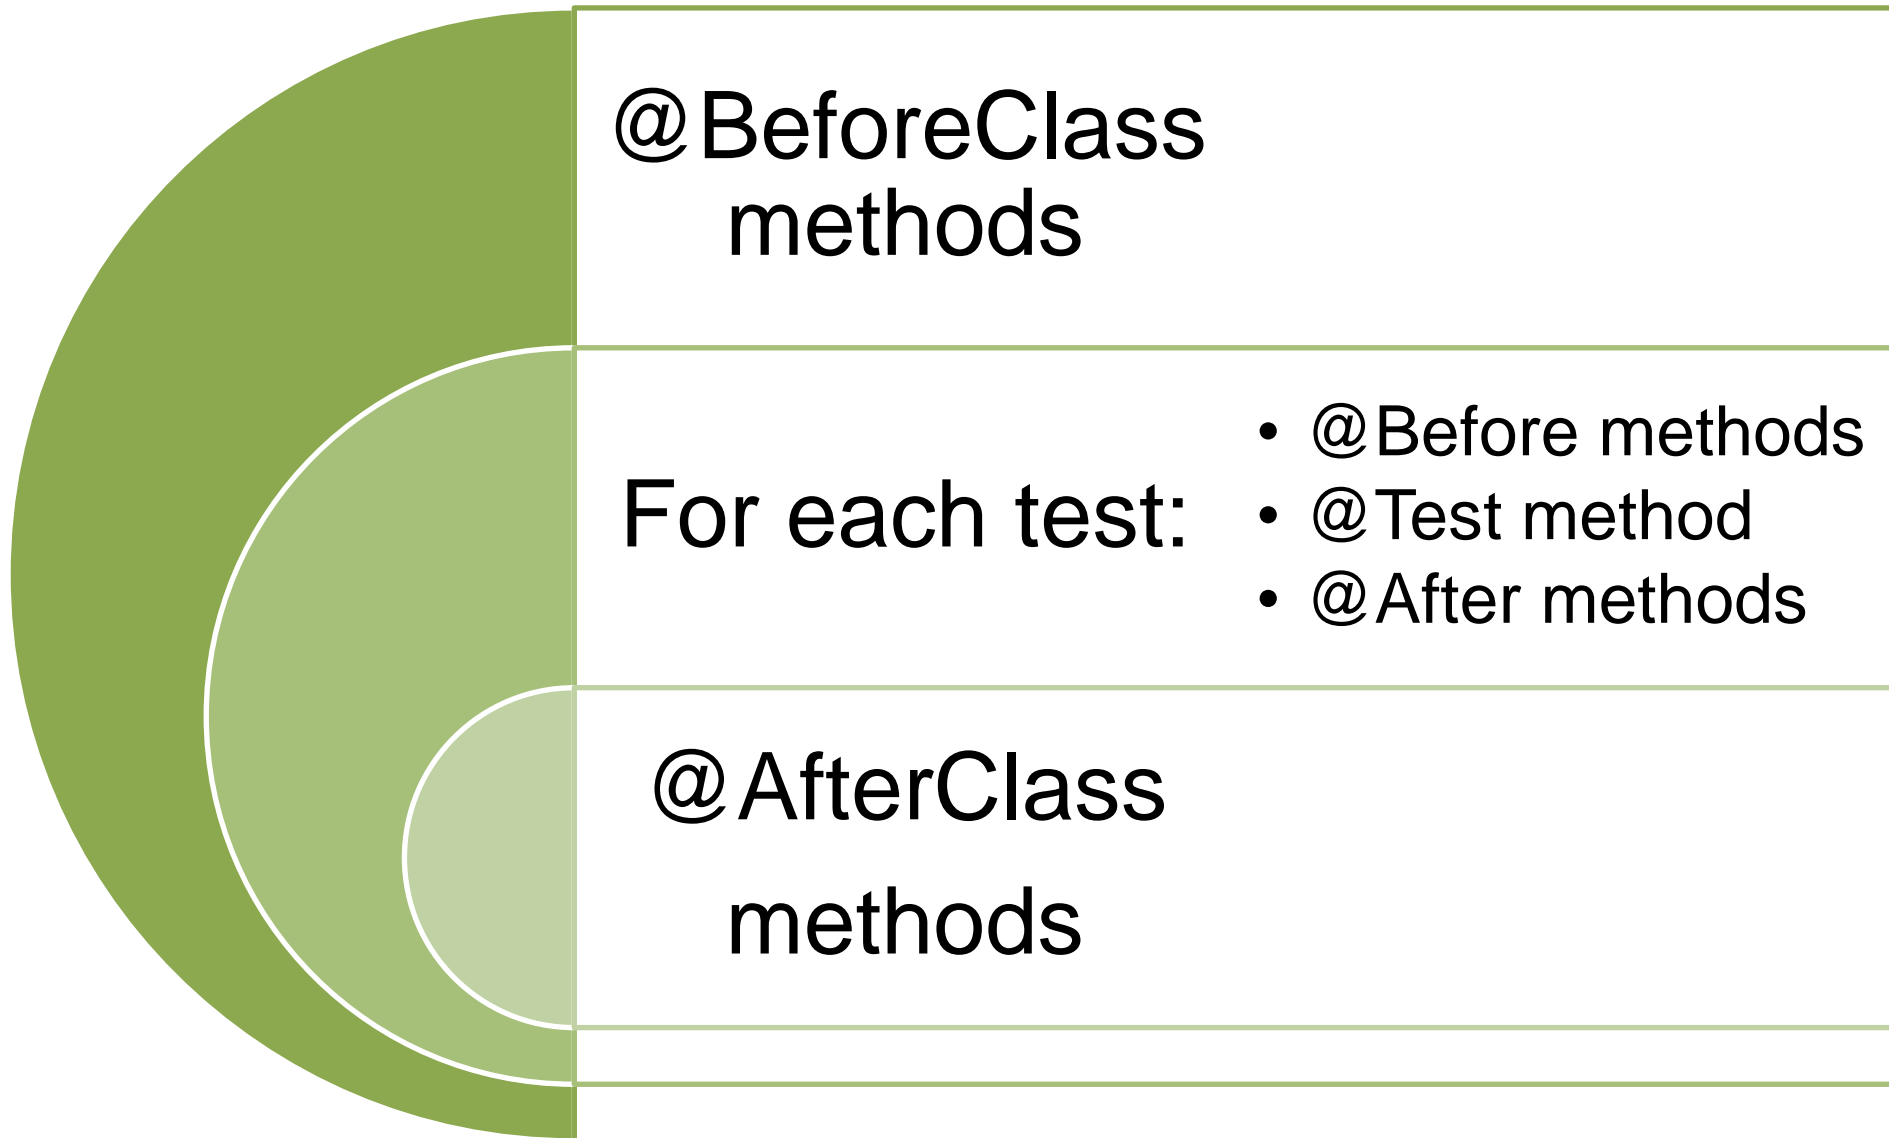 @BeforeClass
methods
For each test:
• @Before methods
• @Test method
• @After methods
@AfterClass
methods